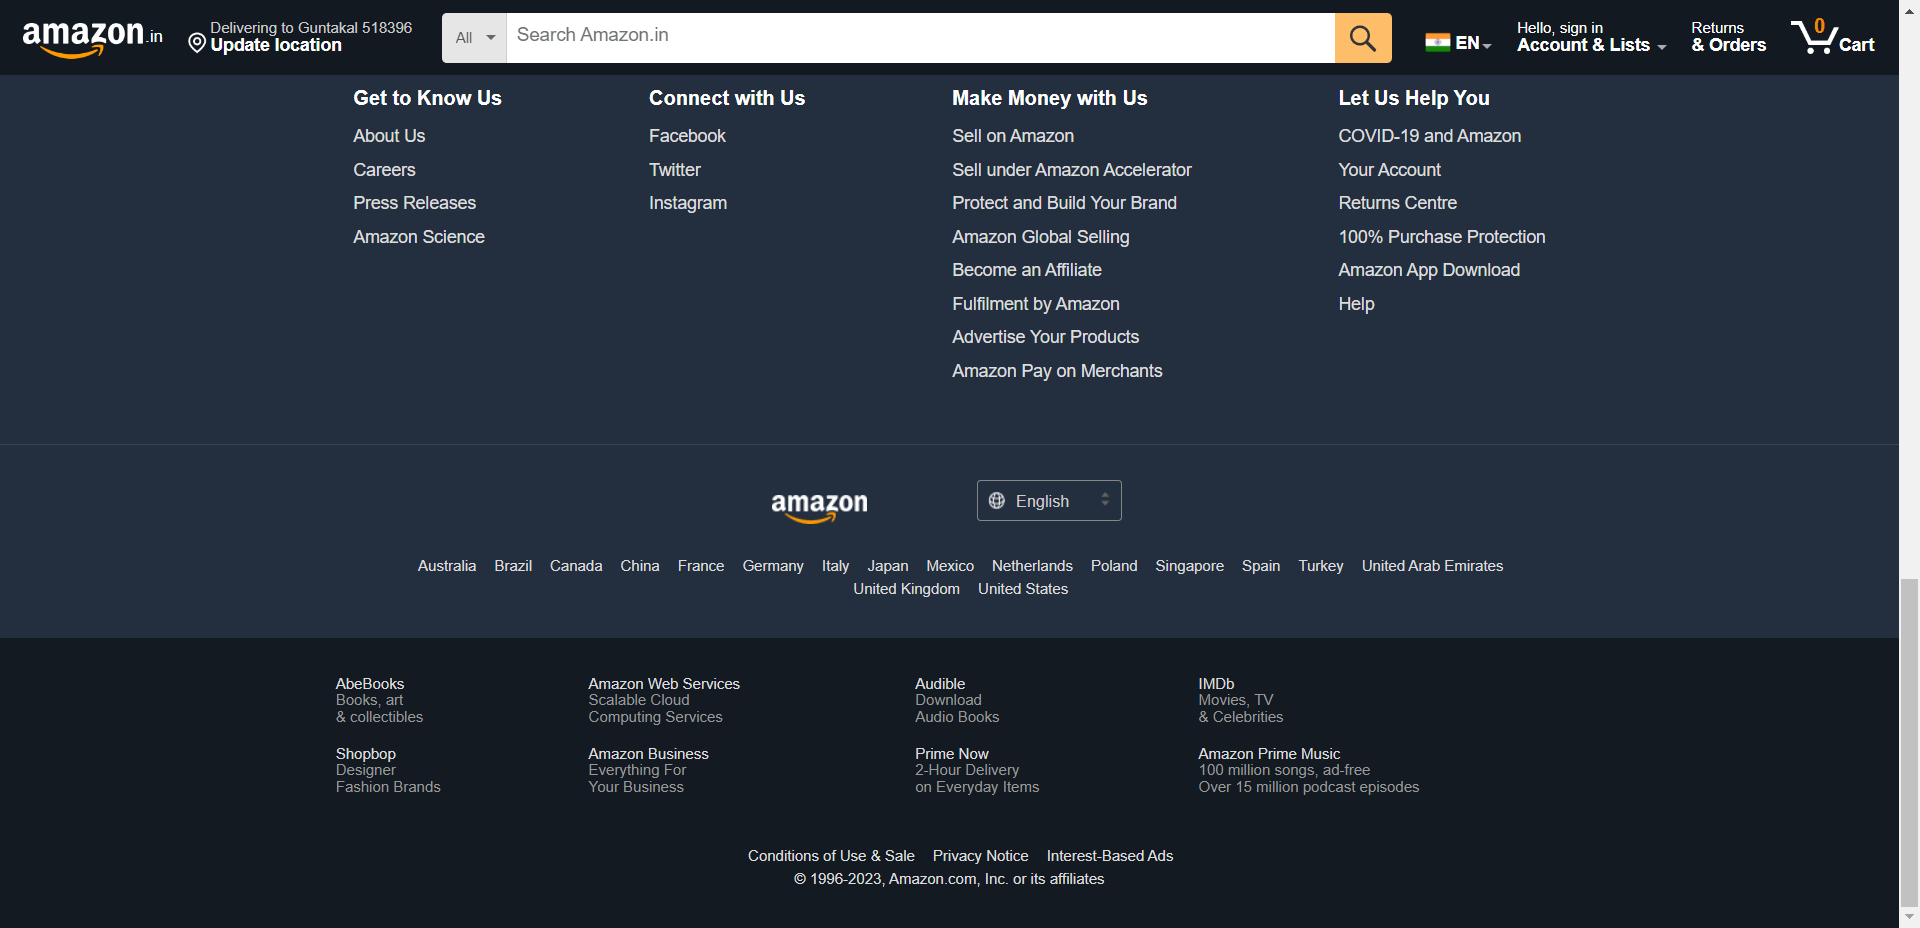 amazon.in
Delivering to Guntakal 518396
Update location
All
Search Amazon.in
EN
Hello, sign in
Account & Lists
Returns
& Orders
0
Cart
Get to Know Us
About Us
Careers
Press Releases
Amazon Science
Connect with Us
Facebook
Twitter
Instagram
Make Money with Us
Sell on Amazon
Sell under Amazon Accelerator
Protect and Build Your Brand
Amazon Global Selling
Become an Affiliate
Fulfilment by Amazon
Advertise Your Products
Amazon Pay on Merchants
Let Us Help You
COVID-19 and Amazon
Your Account
Returns Centre
100% Purchase Protection
Amazon App Download
Help
amazon
English
Australia Brazil Canada China France Germany Italy Japan Mexico Netherlands Poland Singapore Spain Turkey United Arab Emirates
United Kingdom United States
AbeBooks
Books, art
& collectibles
Amazon Web Services
Scalable Cloud
Computing Services
Audible
Download
Audio Books
IMDb
Movies, TV
& Celebrities
Shopbop
Designer
Fashion Brands
Amazon Business
Everything For
Your Business
Prime Now
2-Hour Delivery
on Everyday Items
Amazon Prime Music
100 million songs, ad-free
Over 15 million podcast episodes
Conditions of Use & Sale Privacy Notice Interest-Based Ads
© 1996-2023, Amazon.com, Inc. or its affiliates